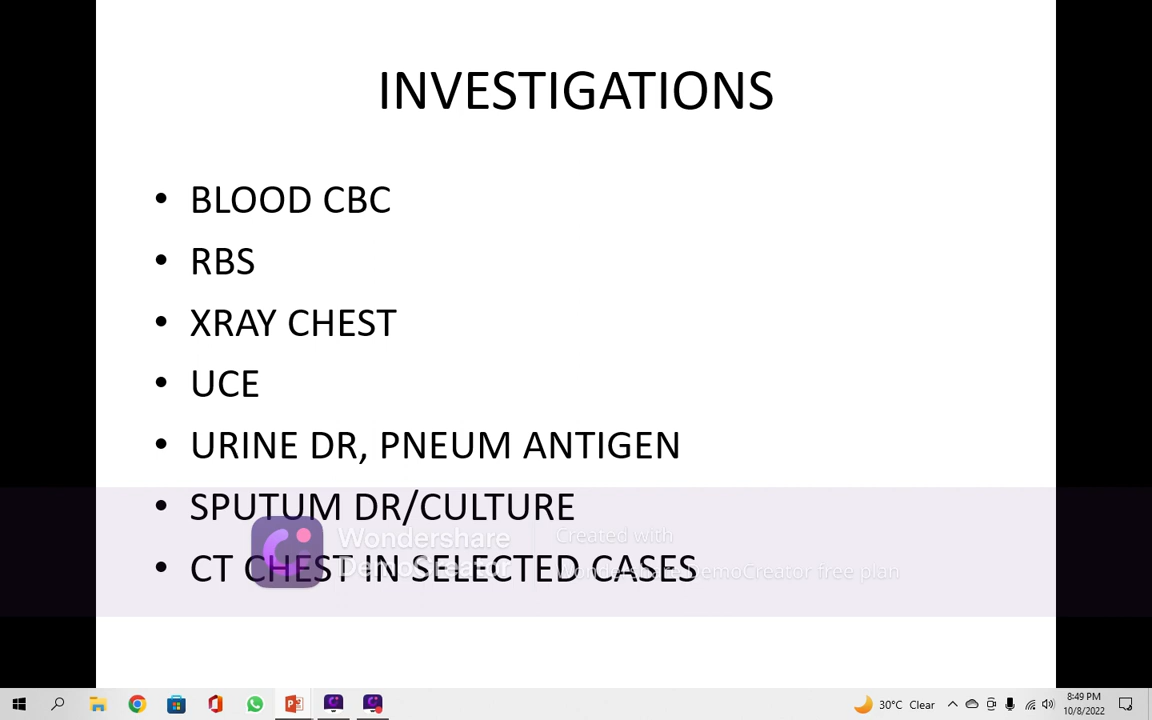 INVESTIGATIONS
• BLOOD CBC
• RBS
• XRAY CHEST
• UCE
• URINE DR, PNEUM ANTIGEN
• SPUTUM DR/CULTURE
• CT CHEST IN SELECTED CASES
Wondershare
DemoCreator
Created with
Wondershare DemoCreator free plan
30°C Clear
8:49 PM
10/8/2022